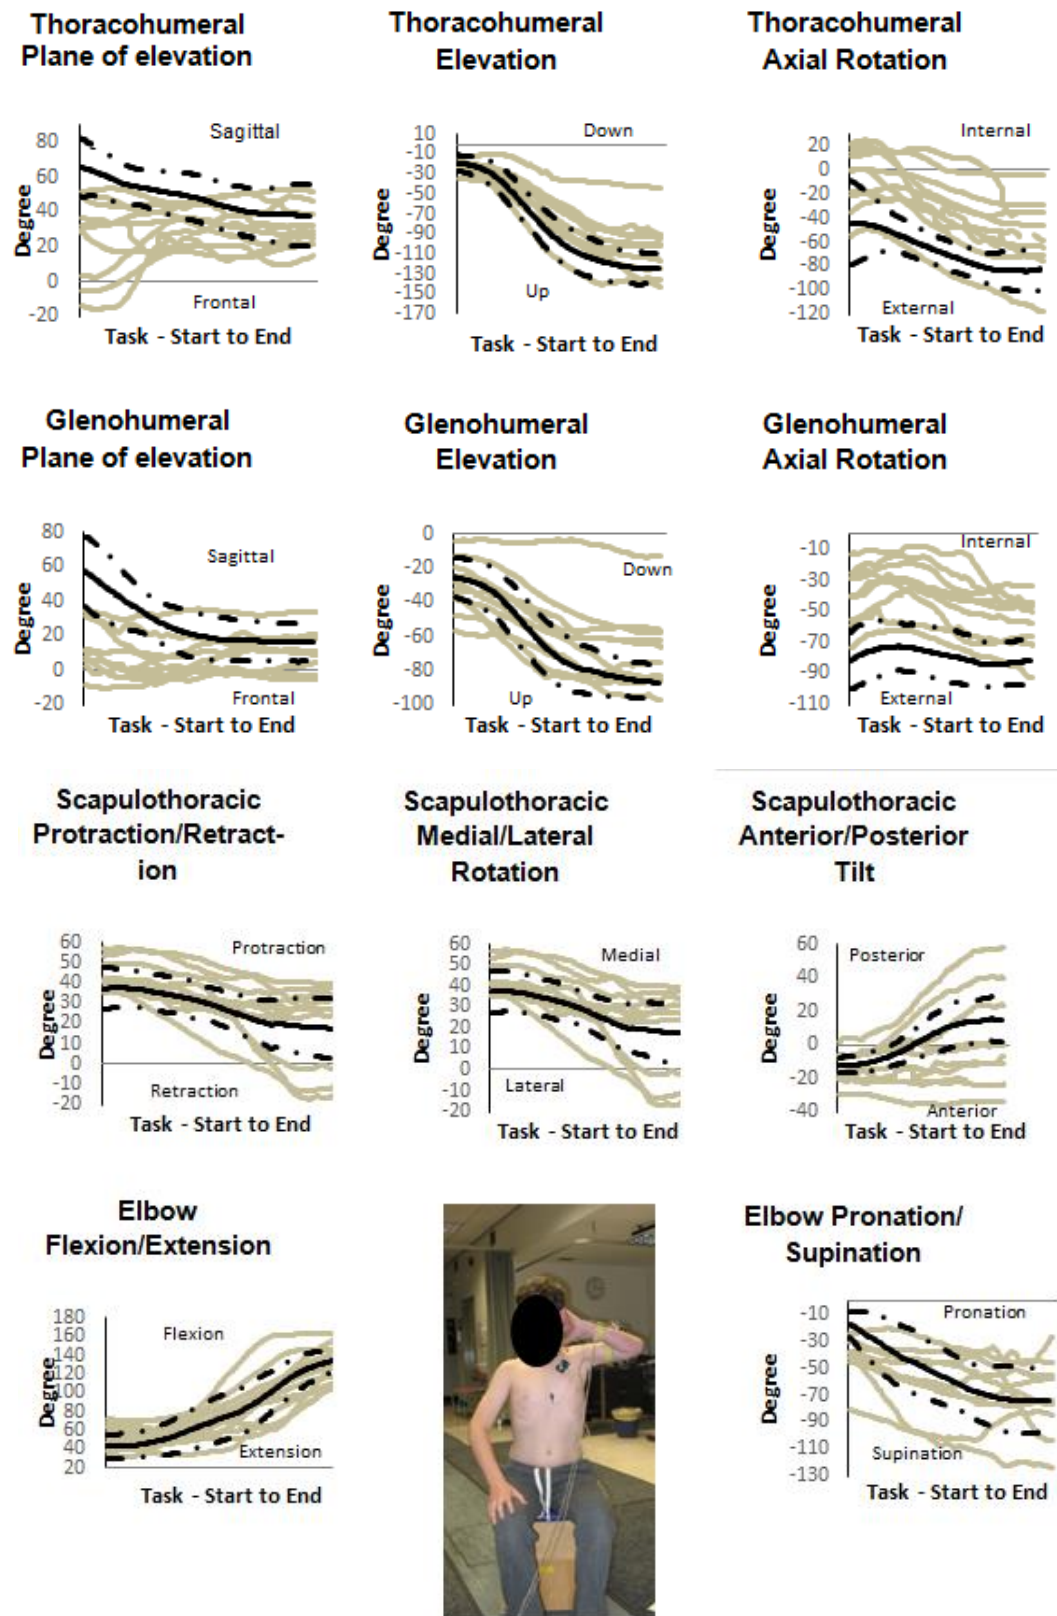 Thoracohumeral
Plane of elevation
80
60
40
20
0
-20
Degree
Sagittal
Frontal
Task - Start to End
Thoracohumeral
Elevation
10
-10
-30
-50
-70
-90
-110
-130
-150
-170
Degree
Down
Up
Task - Start to End
Thoracohumeral
Axial Rotation
20
0
-20
-40
-60
-80
-100
-120
Degree
Internal
External
Task - Start to End
Glenohumeral
Plane of elevation
80
60
40
20
0
-20
Degree
Sagittal
Frontal
Task - Start to End
Glenohumeral
Elevation
0
-20
-40
-60
-80
-100
Degree
Down
Up
Task - Start to End
Glenohumeral
Axial Rotation
-10
-30
-50
-70
-90
-110
Degree
Internal
External
Task - Start to End
Scapulothoracic
Protraction/Retract-
ion
60
50
40
30
20
10
0
-10
-20
Degree
Protraction
Retraction
Task - Start to End
Scapulothoracic
Medial/Lateral
Rotation
60
50
40
30
20
10
0
-10
-20
Degree
Medial
Lateral
Task - Start to End
Scapulothoracic
Anterior/Posterior
Tilt
60
40
20
0
-20
-40
Degree
Posterior
Anterior
Task - Start to End
Elbow
Flexion/Extension
180
160
140
120
100
80
60
40
20
Degree
Flexion
Extension
Task - Start to End
Elbow Pronation/
Supination
-10
-30
-50
-70
-90
-110
-130
Degree
Pronation
Supination
Task - Start to End